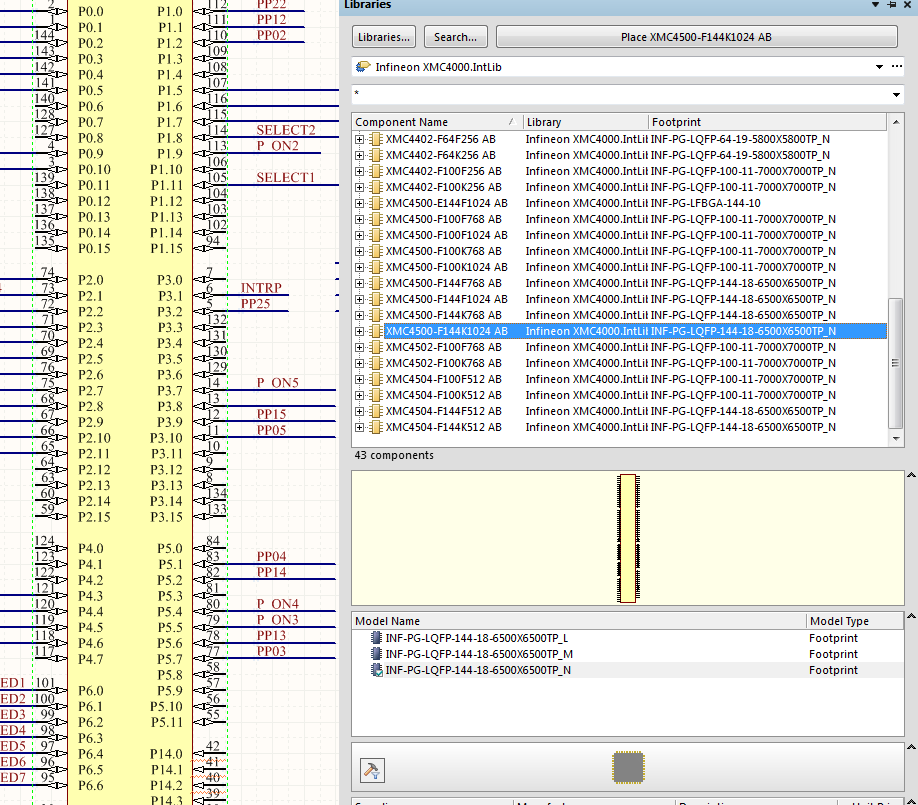 2 P0.0 P1.0 112 PP22
1 P0.1 P1.1 111 PP12
144 P0.2 P1.2 110 PP02
143 P0.3 P1.3 109
142 P0.4 P1.4 108
141 P0.5 P1.5 107
140 P0.6 P1.6 116
128 P0.7 P1.7 115
127 P0.8 P1.8 114 SELECT2
4 P0.9 P1.9 113 P_ON2
3 P0.10 P1.10 106
139 P0.11 P1.11 105 SELECT1
138 P0.12 P1.12 104
137 P0.13 P1.13 103
136 P0.14 P1.14 102
135 P0.15 P1.15 94
74 P2.0 P3.0 7
73 P2.1 P3.1 6 INTRP
72 P2.2 P3.2 5 PP25
71 P2.3 P3.3 132
70 P2.4 P3.4 131
69 P2.5 P3.5 130
76 P2.6 P3.6 129
75 P2.7 P3.7 14 P_ON5
68 P2.8 P3.8 13
67 P2.9 P3.9 12 PP15
66 P2.10 P3.10 11 PP05
65 P2.11 P3.11 10
64 P2.12 P3.12 9
63 P2.13 P3.13 8
60 P2.14 P3.14 134
59 P2.15 P3.15 133
124 P4.0 P5.0 84
123 P4.1 P5.1 83 PP04
122 P4.2 P5.2 82 PP14
121 P4.3 P5.3 81
120 P4.4 P5.4 80 P_ON4
119 P4.5 P5.5 79 P_ON3
118 P4.6 P5.6 78 PP13
117 P4.7 P5.7 77 PP03
P5.8 58
ED1 101 P6.0 P5.9 57
ED2 100 P6.1 P5.10 56
ED3 99 P6.2 P5.11 55
ED4 98 P6.3
ED5 97 P6.4 P14.0 42
ED6 96 P6.5 P14.1 41
ED7 95 P6.6 P14.2 40
P14.3 39
Libraries
Libraries... Search... Place XMC4500-F144K1024 AB
Infineon XMC4000.IntLib
*
Component Name Library Footprint
XMC4402-F64F256 AB Infineon XMC4000.IntLil INF-PG-LQFP-64-19-5800X5800TP_N
XMC4402-F64K256 AB Infineon XMC4000.IntLil INF-PG-LQFP-64-19-5800X5800TP_N
XMC4402-F100F256 AB Infineon XMC4000.IntLil INF-PG-LQFP-100-11-7000X7000TP_N
XMC4402-F100K256 AB Infineon XMC4000.IntLil INF-PG-LQFP-100-11-7000X7000TP_N
XMC4500-E144F1024 AB Infineon XMC4000.IntLil INF-PG-LFBGA-144-10
XMC4500-F100F768 AB Infineon XMC4000.IntLil INF-PG-LQFP-100-11-7000X7000TP_N
XMC4500-F100F1024 AB Infineon XMC4000.IntLil INF-PG-LQFP-100-11-7000X7000TP_N
XMC4500-F100K768 AB Infineon XMC4000.IntLil INF-PG-LQFP-100-11-7000X7000TP_N
XMC4500-F100K1024 AB Infineon XMC4000.IntLil INF-PG-LQFP-100-11-7000X7000TP_N
XMC4500-F144F768 AB Infineon XMC4000.IntLil INF-PG-LQFP-144-18-6500X6500TP_N
XMC4500-F144F1024 AB Infineon XMC4000.IntLil INF-PG-LQFP-144-18-6500X6500TP_N
XMC4500-F144K768 AB Infineon XMC4000.IntLil INF-PG-LQFP-144-18-6500X6500TP_N
XMC4500-F144K1024 AB Infineon XMC4000.IntLil INF-PG-LQFP-144-18-6500X6500TP_N
XMC4502-F100F768 AB Infineon XMC4000.IntLil INF-PG-LQFP-100-11-7000X7000TP_N
XMC4502-F100K768 AB Infineon XMC4000.IntLil INF-PG-LQFP-100-11-7000X7000TP_N
XMC4504-F100F512 AB Infineon XMC4000.IntLil INF-PG-LQFP-100-11-7000X7000TP_N
XMC4504-F100K512 AB Infineon XMC4000.IntLil INF-PG-LQFP-100-11-7000X7000TP_N
XMC4504-F144F512 AB Infineon XMC4000.IntLil INF-PG-LQFP-144-18-6500X6500TP_N
XMC4504-F144K512 AB Infineon XMC4000.IntLil INF-PG-LQFP-144-18-6500X6500TP_N
43 components
Model Name Model Type
INF-PG-LQFP-144-18-6500X6500TP_L Footprint
INF-PG-LQFP-144-18-6500X6500TP_M Footprint
INF-PG-LQFP-144-18-6500X6500TP_N Footprint